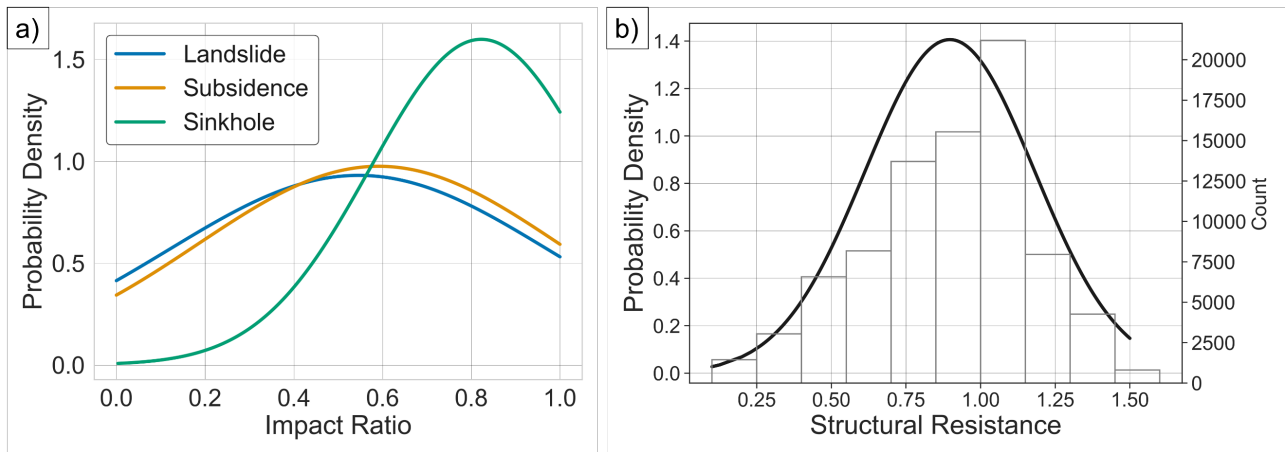 a)
Landslide
Subsidence
Sinkhole
Probability Density
1.5
1.0
0.5
0.0
0.0 0.2 0.4 0.6 0.8 1.0
Impact Ratio
b)
Probability Density
1.4
1.2
1.0
0.8
0.6
0.4
0.2
0.0
20000
17500
15000
12500
10000
7500
5000
2500
0
Count
0.25 0.50 0.75 1.00 1.25 1.50
Structural Resistance